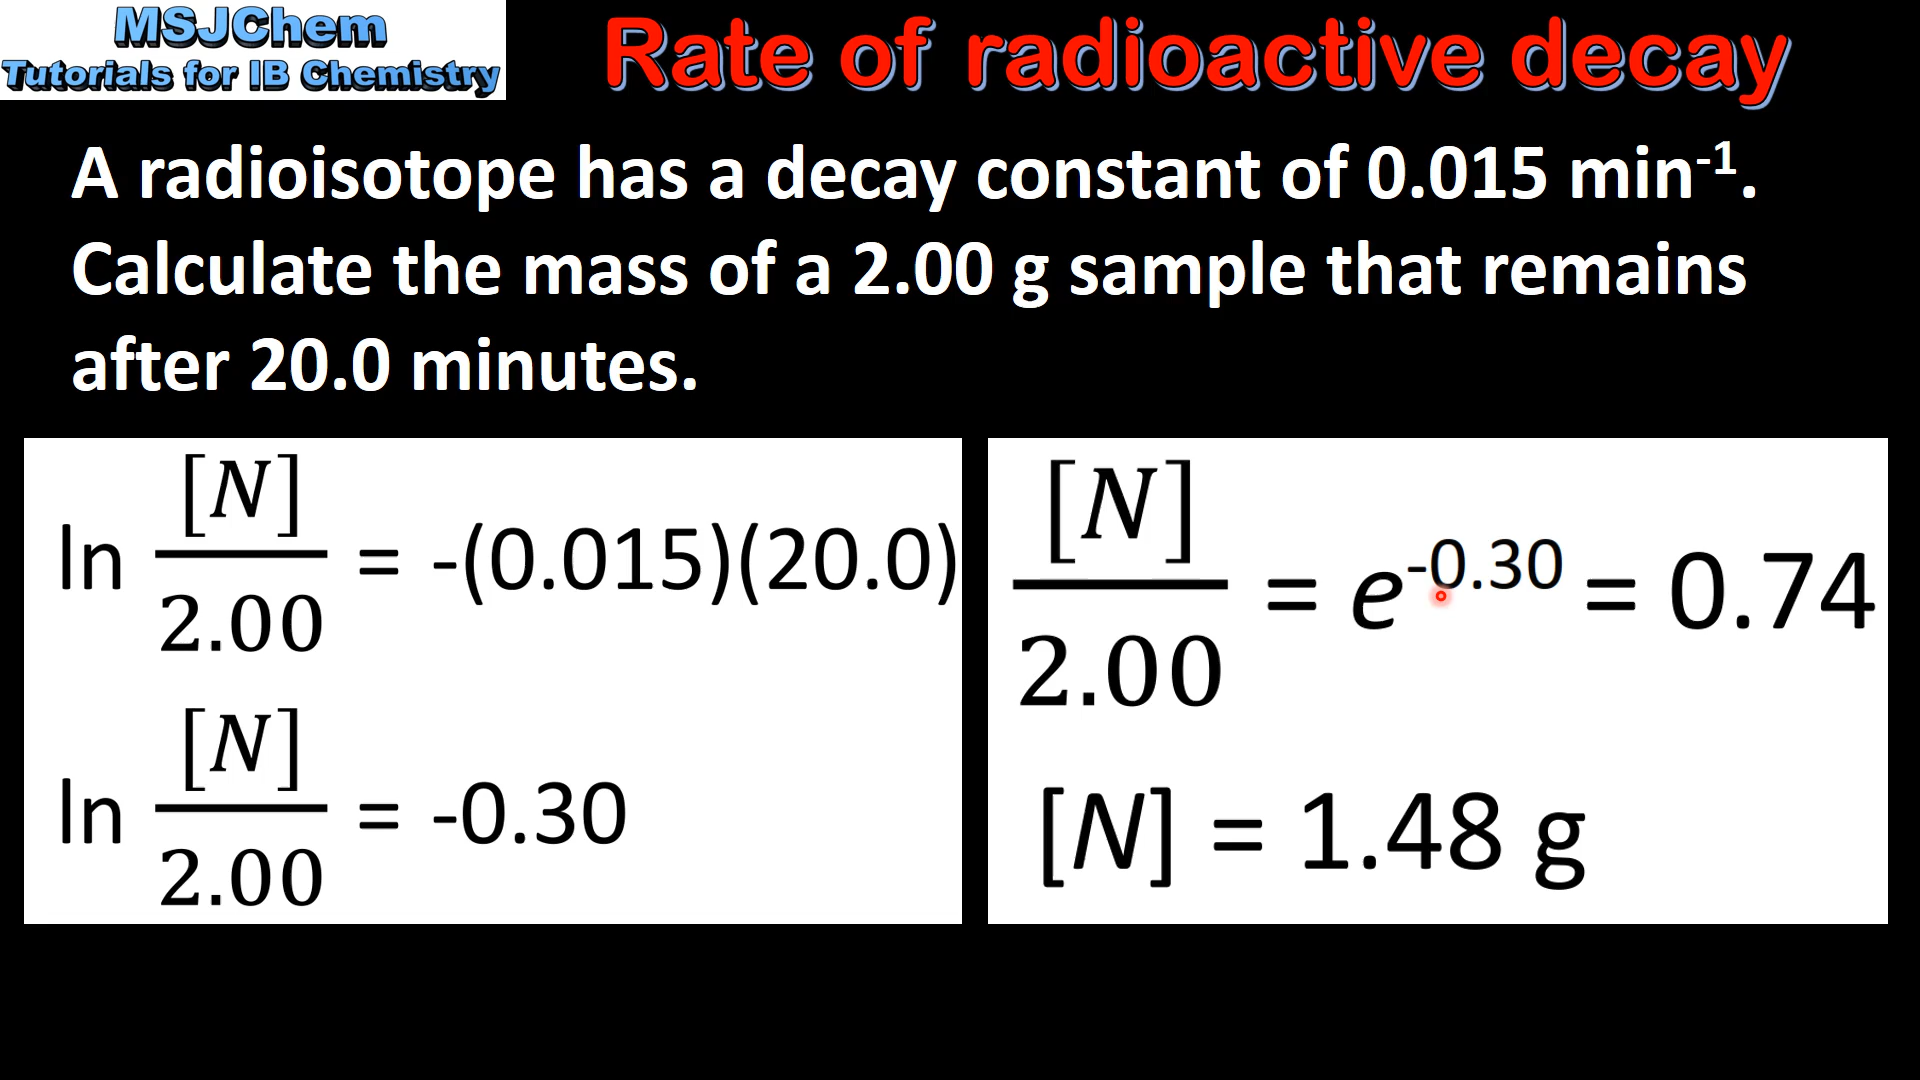 MSJChem
Tutorials for IB Chemistry
Rate of radioactive decay
A radioisotope has a decay constant of 0.015 min⁻¹.
Calculate the mass of a 2.00 g sample that remains
after 20.0 minutes.
ln [N]/2.00 = -(0.015)(20.0)
ln [N]/2.00 = -0.30
[N]/2.00 = e^-0.30 = 0.74
[N] = 1.48 g